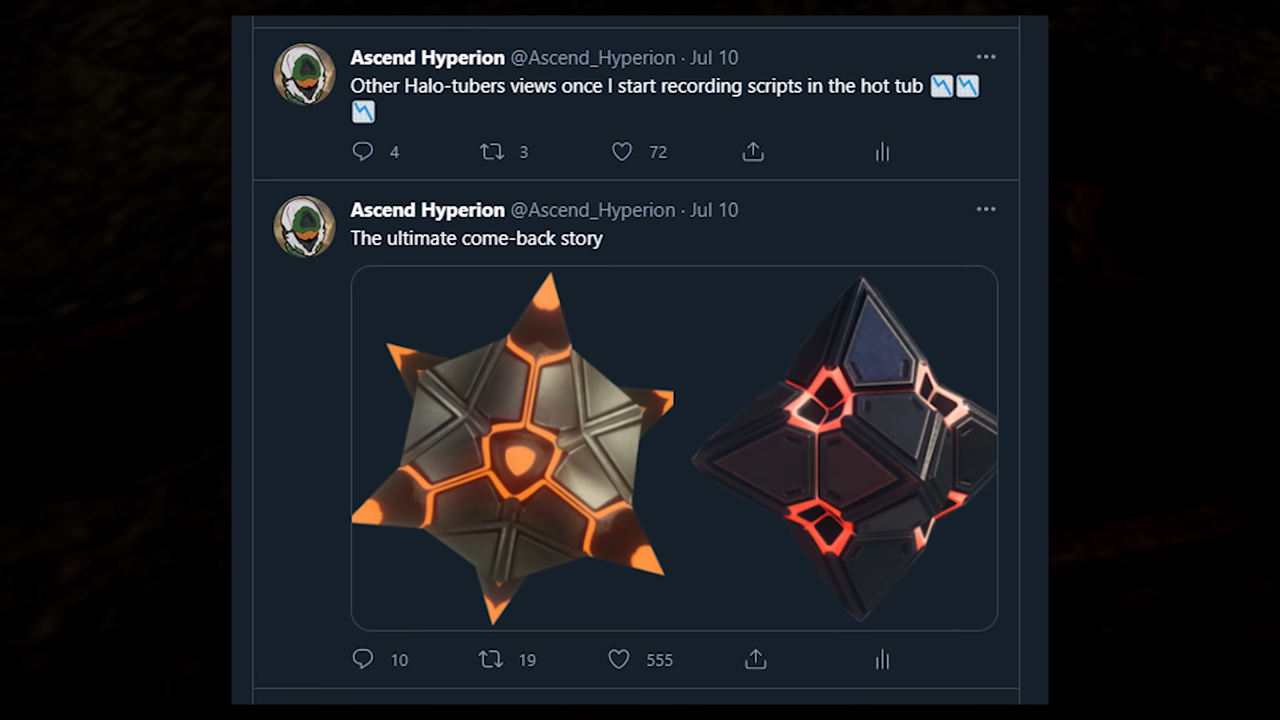 Ascend Hyperion @Ascend_Hyperion · Jul 10
Other Halo-tubers views once I start recording scripts in the hot tub 📉📉
📉
4 3 72
Ascend Hyperion @Ascend_Hyperion · Jul 10
The ultimate come-back story
10 19 555